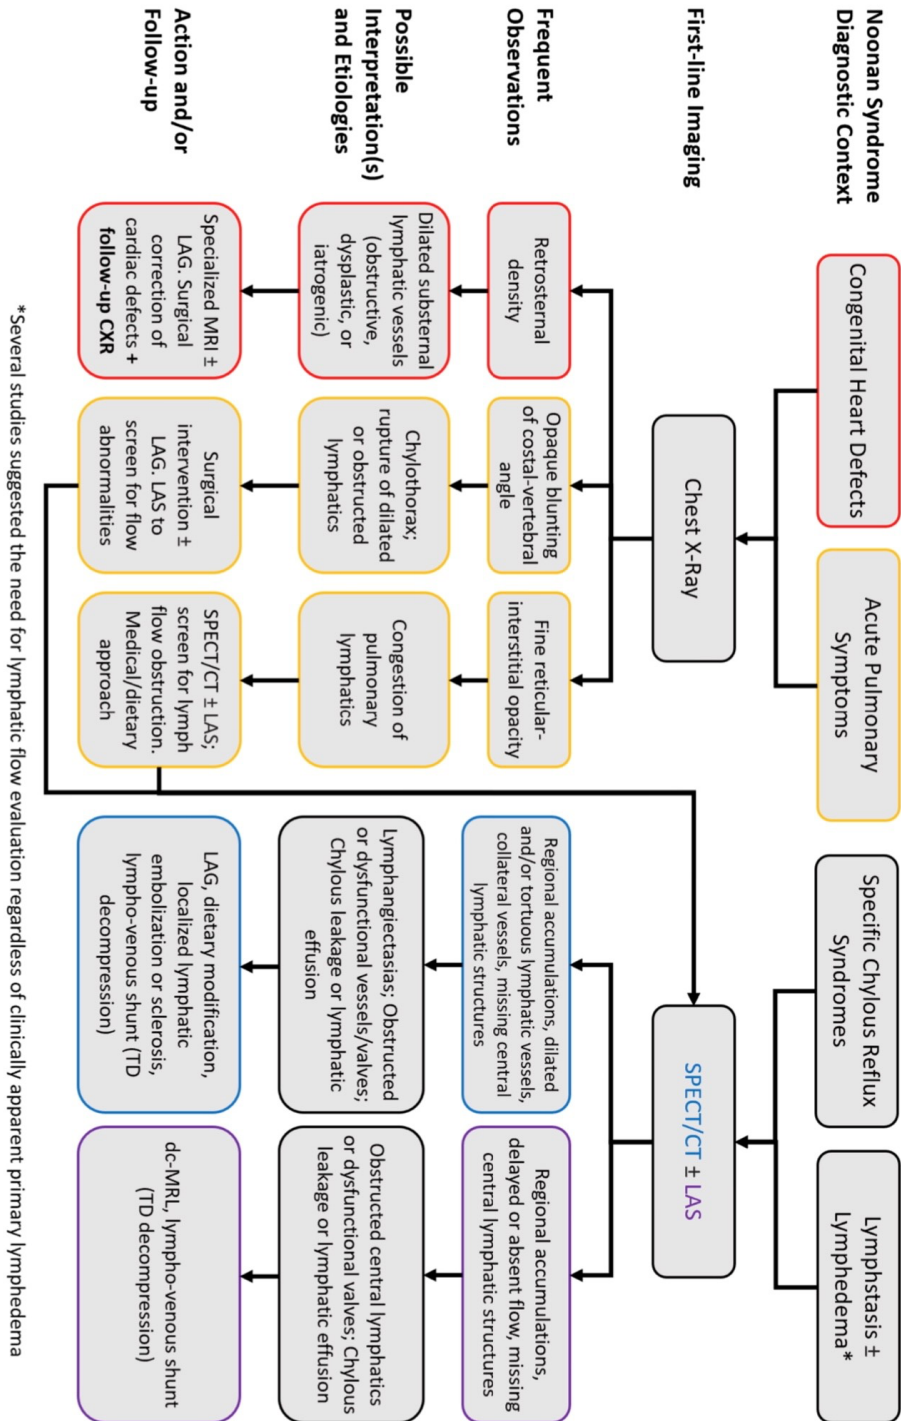 Noonan Syndrome
Diagnostic Context
Congenital Heart Defects
Acute Pulmonary
Symptoms
Specific Chylous Reflux
Syndromes
Lymphstasis ±
Lymphedema*
First-line Imaging
Chest X-Ray
SPECT/CT ± LAS
Frequent
Observations
Retrosternal
density
Opaque blunting
of costal-vertebral
angle
Fine reticular-
interstitial opacity
Regional accumulations, dilated
and/or tortuous lymphatic vessels,
collateral vessels, missing central
lymphatic structures
Regional accumulations,
delayed or absent flow, missing
central lymphatic structures
Possible
Interpretation(s)
and Etiologies
Dilated substernal
lymphatic vessels
(obstructive,
dysplastic, or
iatrogenic)
Chylothorax;
rupture of dilated
or obstructed
lymphatics
Congestion of
pulmonary
lymphatics
Lymphangiectasias; Obstructed
or dysfunctional vessels/valves;
Chylous leakage or lymphatic
effusion
Obstructed central lymphatics
or dysfunctional valves; Chylous
leakage or lymphatic effusion
Action and/or
Follow-up
Specialized MRI ±
LAG. Surgical
correction of
cardiac defects +
follow-up CXR
Surgical
intervention ±
LAG. LAS to
screen for flow
abnormalities
SPECT/CT ± LAS;
screen for lymph
flow obstruction.
Medical/dietary
approach
LAG, dietary modification,
localized lymphatic
embolization or sclerosis,
lympho-venous shunt (TD
decompression)
dc-MRL, lympho-venous shunt
(TD decompression)
*Several studies suggested the need for lymphatic flow evaluation regardless of clinically apparent primary lymphedema